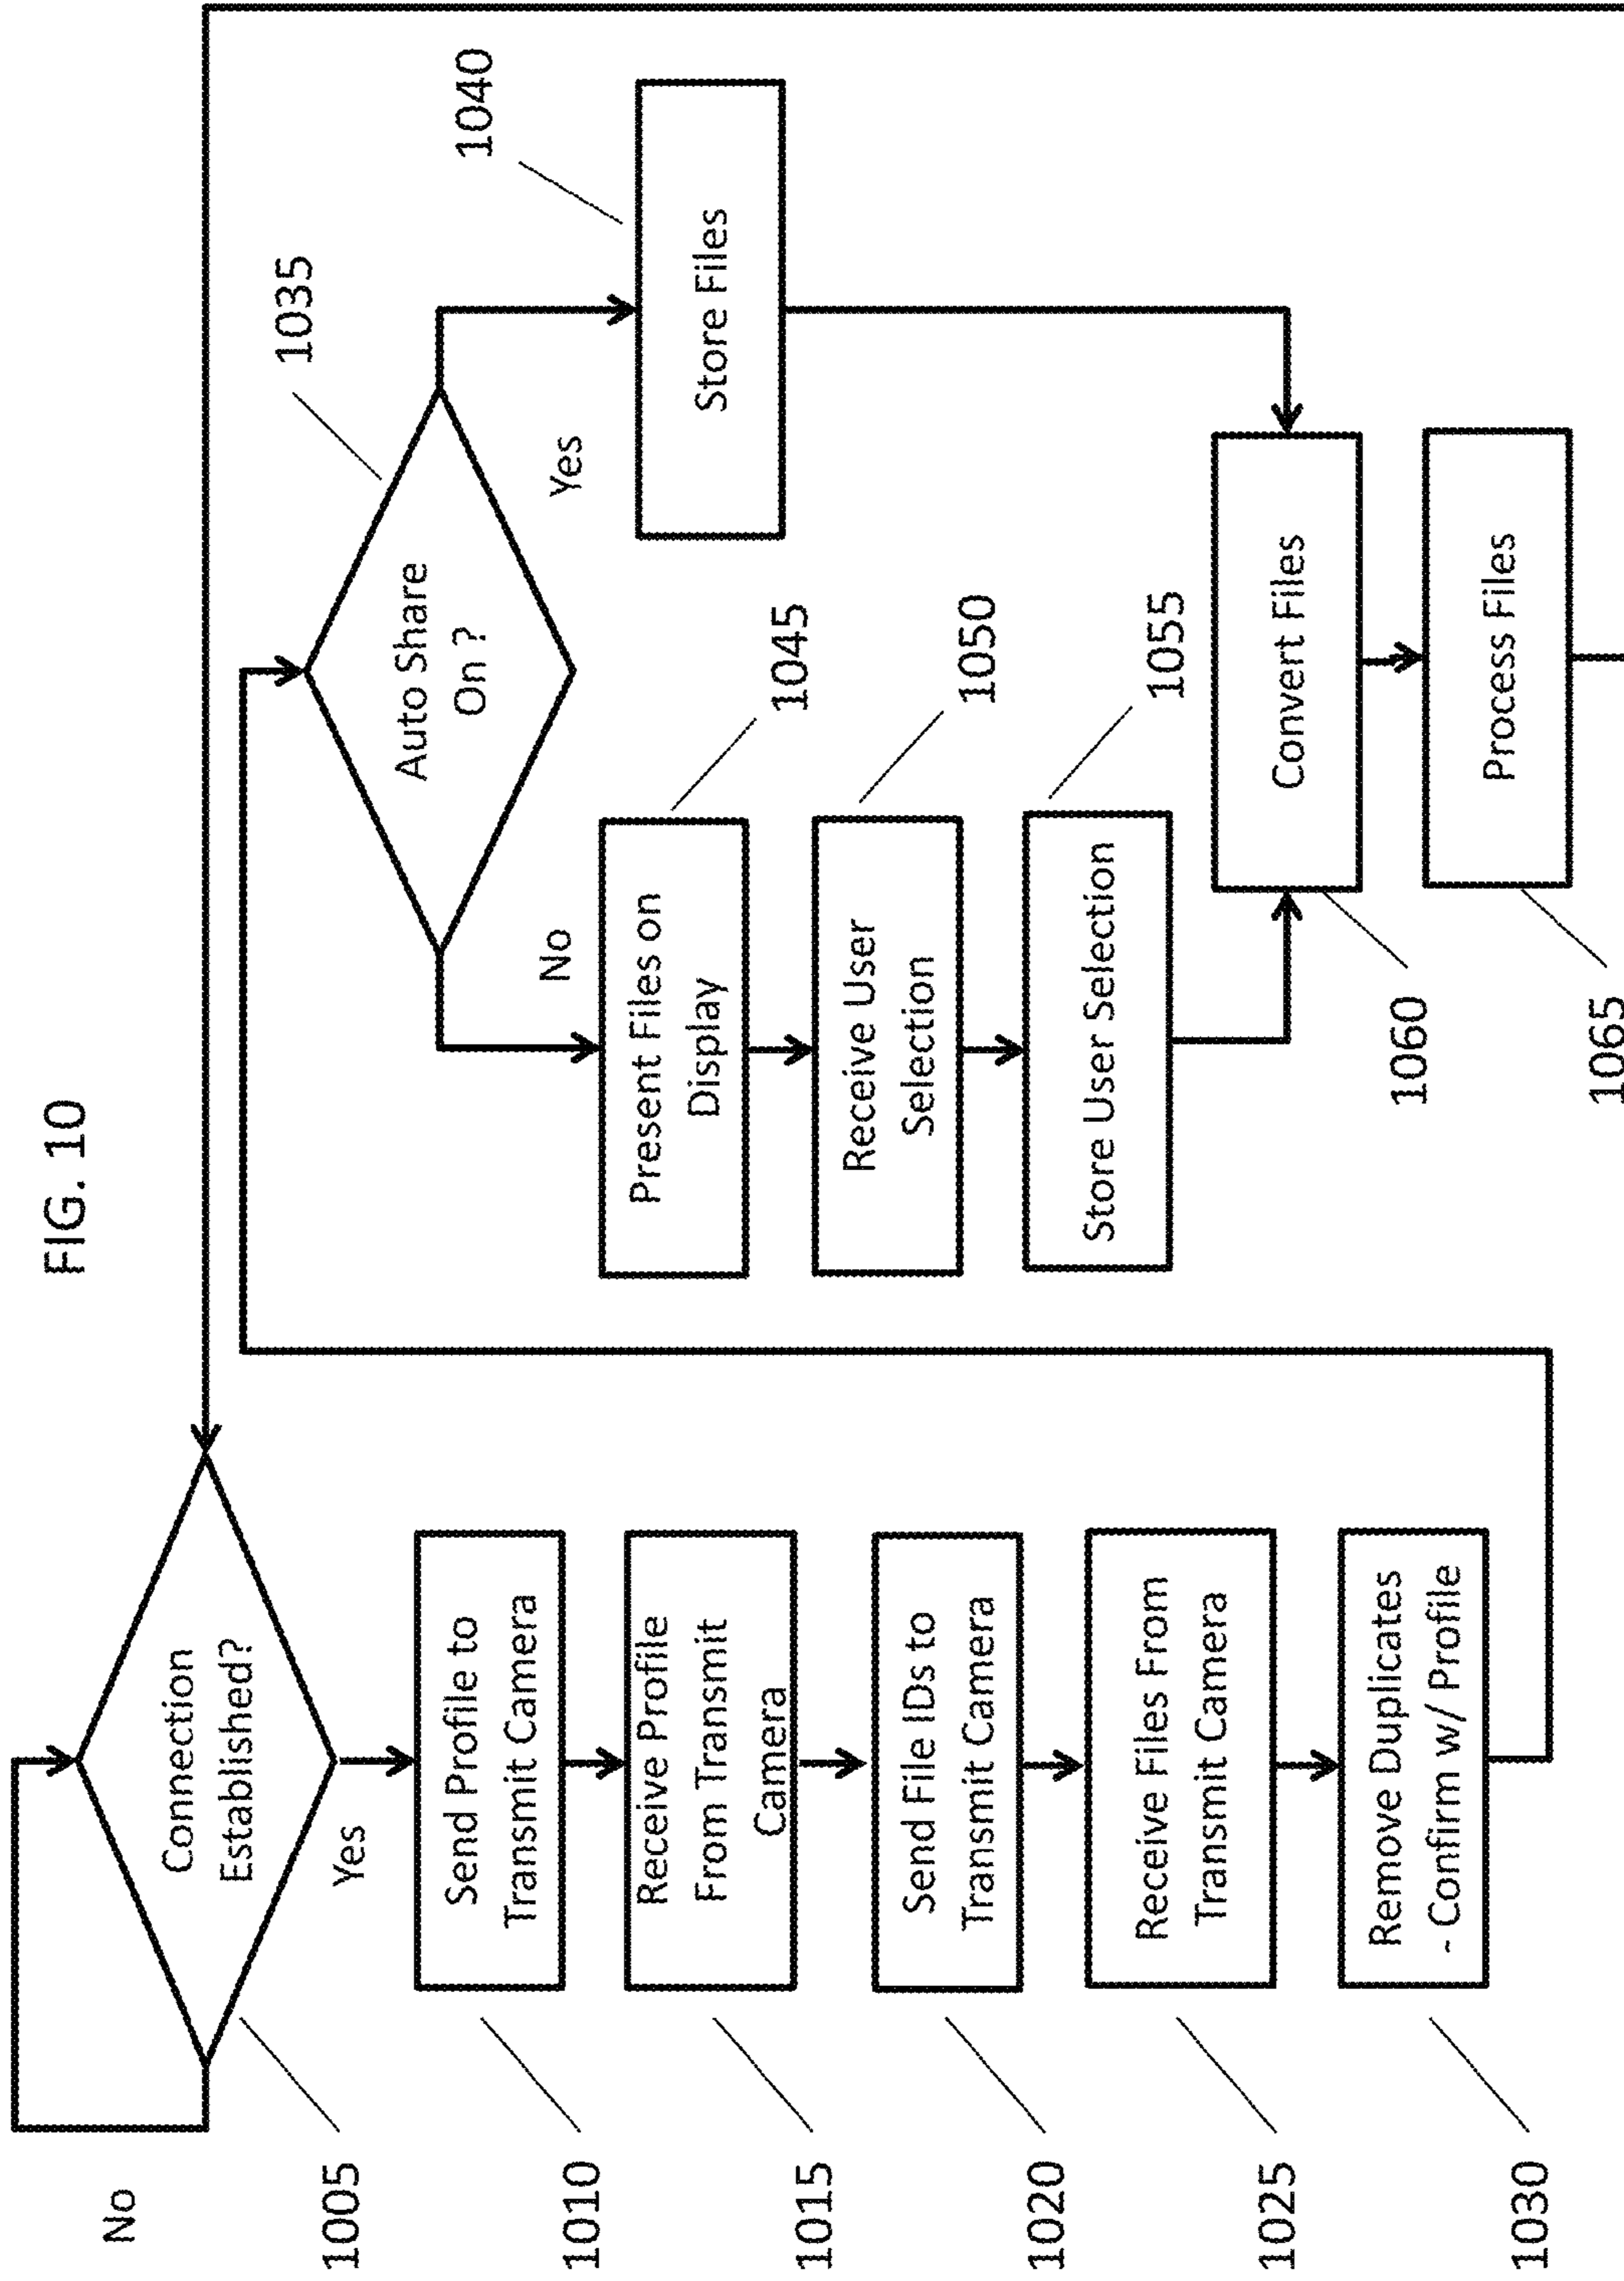 FIG. 10
No
Connection
Established?
Yes
1005
Send Profile to
Transmit Camera
1010
Receive Profile
From Transmit
Camera
1015
Send File IDs to
Transmit Camera
1020
Receive Files From
Transmit Camera
1025
Remove Duplicates
- Confirm w/ Profile
1030
Auto Share
On ?
1035
Yes
Store Files
1040
No
Present Files on
Display
1045
Receive User
Selection
1050
Store User Selection
1055
Convert Files
1060
Process Files
1065